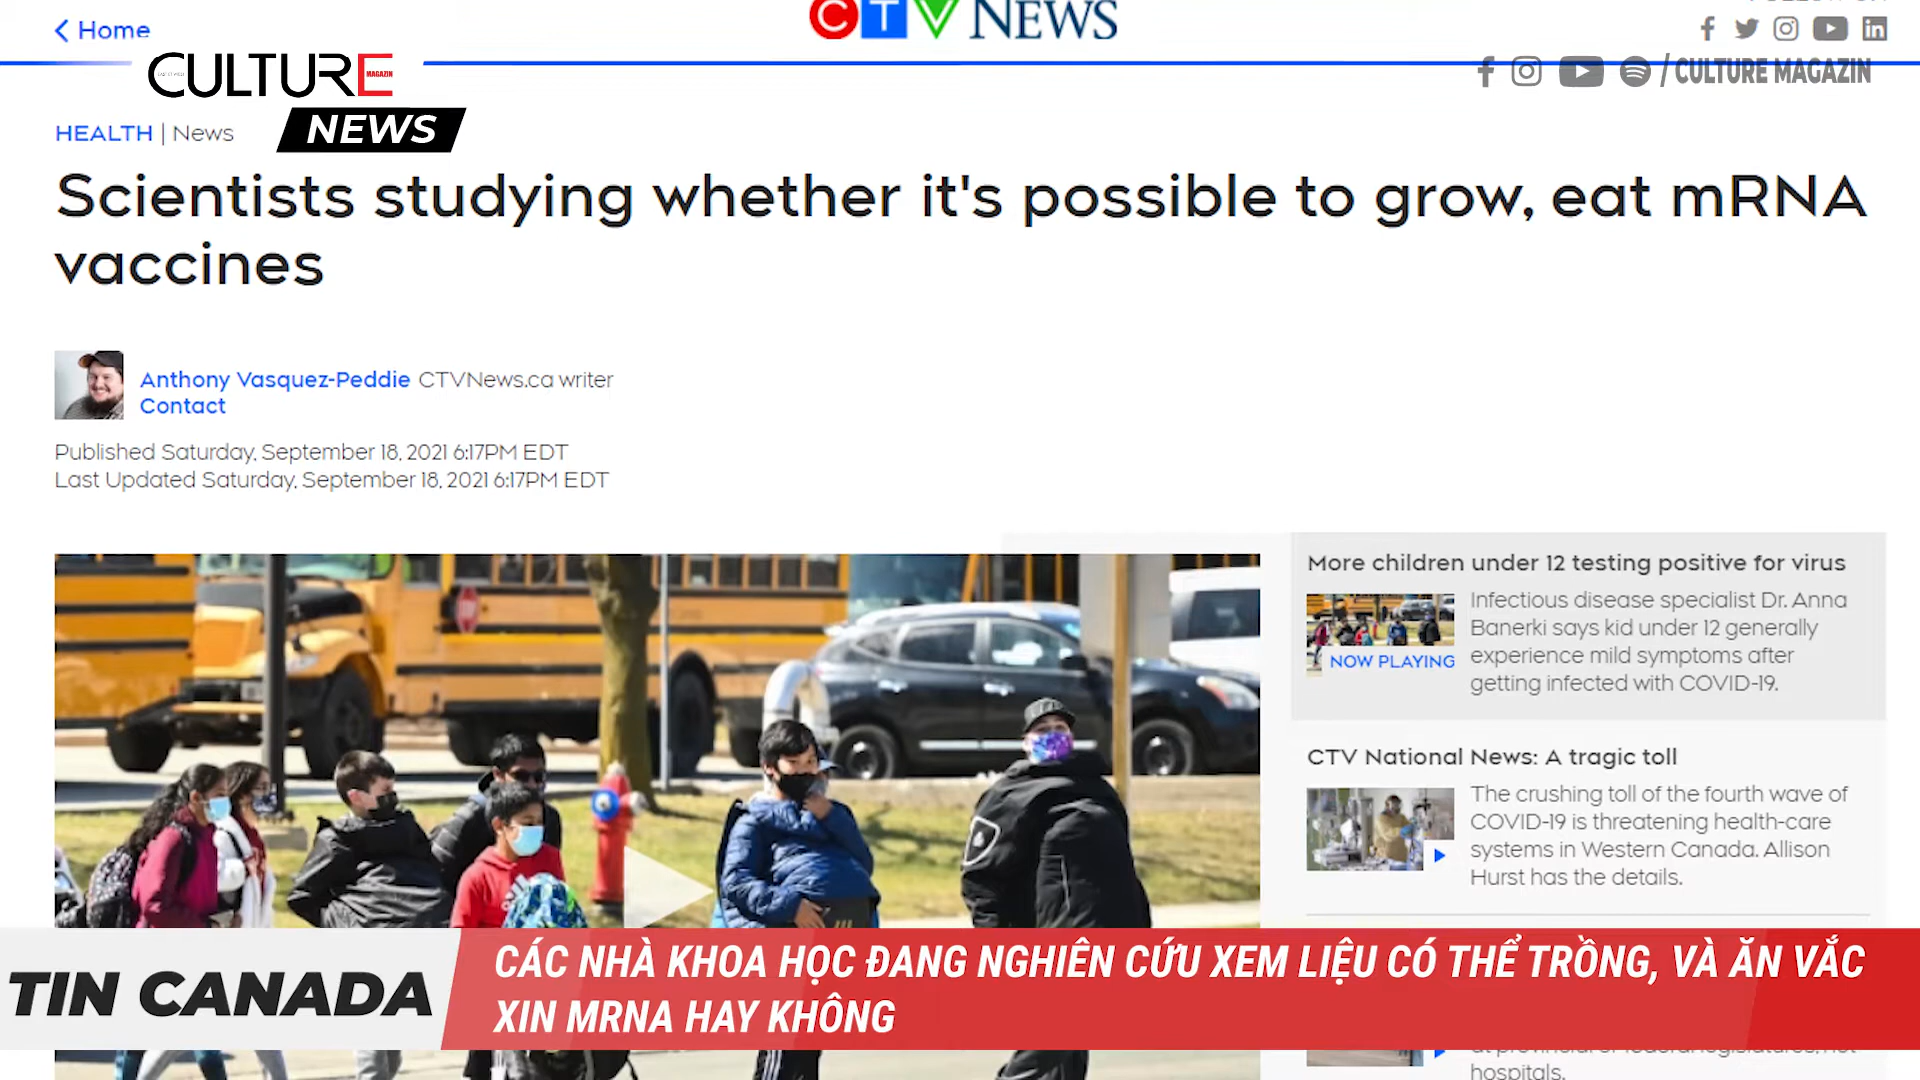 Home
CTV NEWS
CULTURE
MAGAZIN
/ CULTURE MAGAZIN
HEALTH | News
NEWS
Scientists studying whether it's possible to grow, eat mRNA
vaccines
Anthony Vasquez-Peddie CTVNews.ca writer
Contact
Published Saturday, September 18, 2021 6:17PM EDT
Last Updated Saturday, September 18, 2021 6:17PM EDT
More children under 12 testing positive for virus
Infectious disease specialist Dr. Anna
Banerki says kid under 12 generally
experience mild symptoms after
getting infected with COVID-19.
NOW PLAYING
CTV National News: A tragic toll
The crushing toll of the fourth wave of
COVID-19 is threatening health-care
systems in Western Canada. Allison
Hurst has the details.
TIN CANADA
CÁC NHÀ KHOA HỌC ĐANG NGHIÊN CỨU XEM LIỆU CÓ THỂ TRỒNG, VÀ ĂN VẮC
XIN MRNA HAY KHÔNG
hospitals.